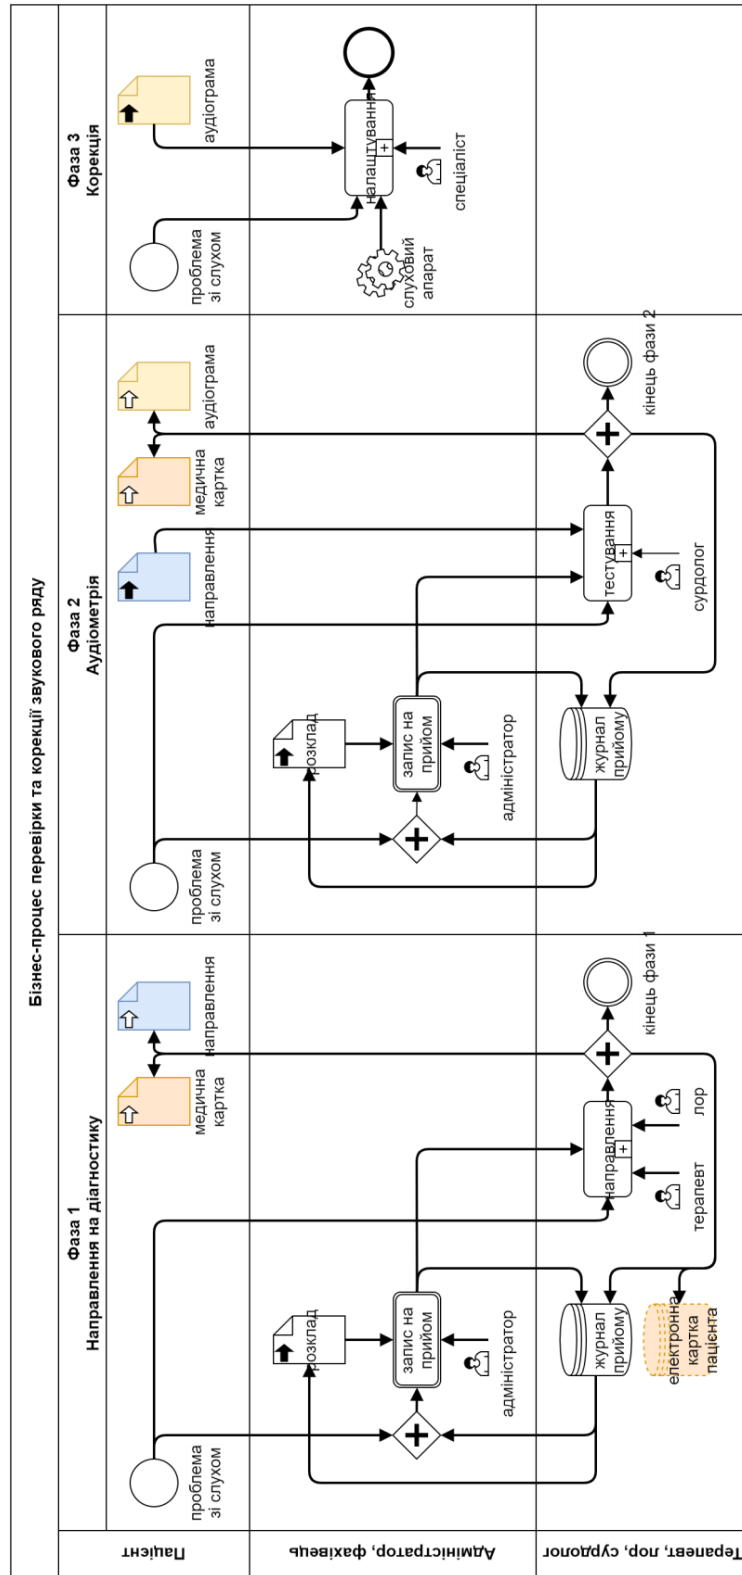 Бізнес-процес перевірки та корекції звукового ряду
Фаза 1
Направлення на діагностику
Фаза 2
Аудіометрія
Фаза 3
Корекція
Пацієнт
проблема
зі слухом
медична
картка
направлення
проблема
зі слухом
направлення
медична
картка
аудіограма
проблема
зі слухом
аудіограма
Адміністратор, фахівець
розклад
запис на
прийом
адміністратор
розклад
запис на
прийом
адміністратор
слуховий
апарат
налаштування
спеціаліст
Терапевт, лор, сурдолог
журнал
прийому
електронна
картка
пацієнта
направлення
терапевт
лор
кінець фази 1
журнал
прийому
тестування
сурдолог
кінець фази 2